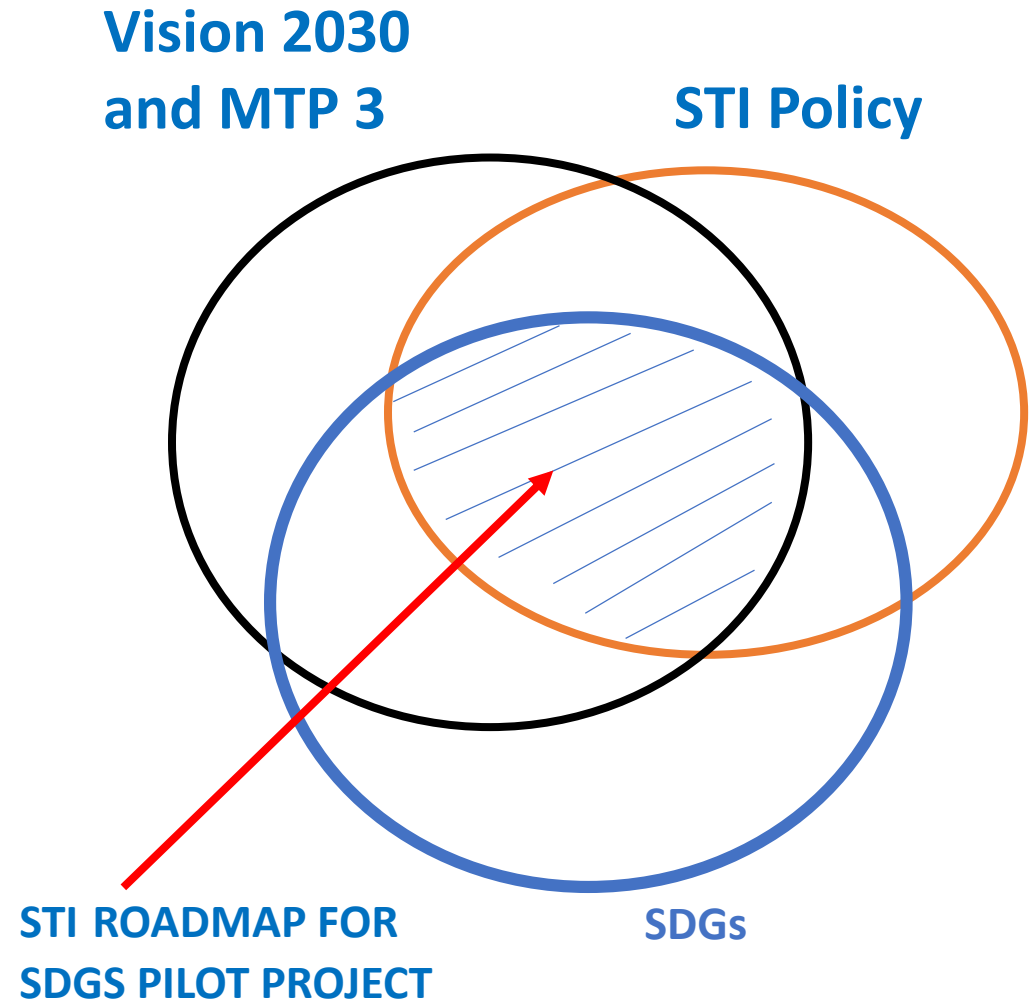 Vision 2030
and MTP 3
STI Policy
STI ROADMAP FOR
SDGS PILOT PROJECT
SDGs